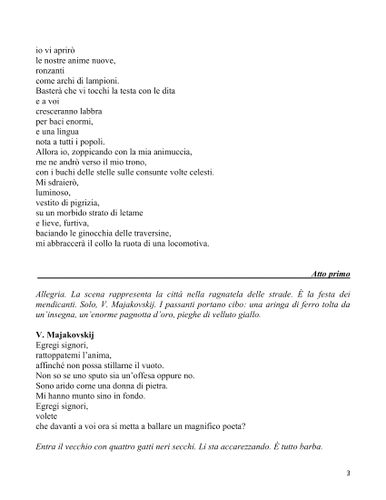 io vi aprirò
le nostre anime nuove,
ronzanti
come archi di lampioni.
Basterà che vi tocchi la testa con le dita
e a voi
cresceranno labbra
per baci enormi,
e una lingua
nota a tutti i popoli.
Allora io, zoppicando con la mia animuccia,
me ne andrò verso il mio trono,
con i buchi delle stelle sulle consunte volte celesti.
Mi sdraierò,
luminoso,
vestito di pigrizia,
su un morbido strato di letame
e lieve, furtiva,
baciando le ginocchia delle traversine,
mi abbraccerà il collo la ruota di una locomotiva.
Atto primo
Allegria. La scena rappresenta la città nella ragnatela delle strade. È la festa dei
mendicanti. Solo, V. Majakovskij. I passanti portano cibo: una aringa di ferro tolta da
un'insegna, un'enorme pagnotta d'oro, pieghe di velluto giallo.
V. Majakovskij
Egregi signori,
rattoppatemi l'anima,
affinché non possa stillarne il vuoto.
Non so se uno sputo sia un'offesa oppure no.
Sono arido come una donna di pietra.
Mi hanno munto sino in fondo.
Egregi signori,
volete
che davanti a voi ora si metta a ballare un magnifico poeta?
Entra il vecchio con quattro gatti neri secchi. Li sta accarezzando. È tutto barba.
3